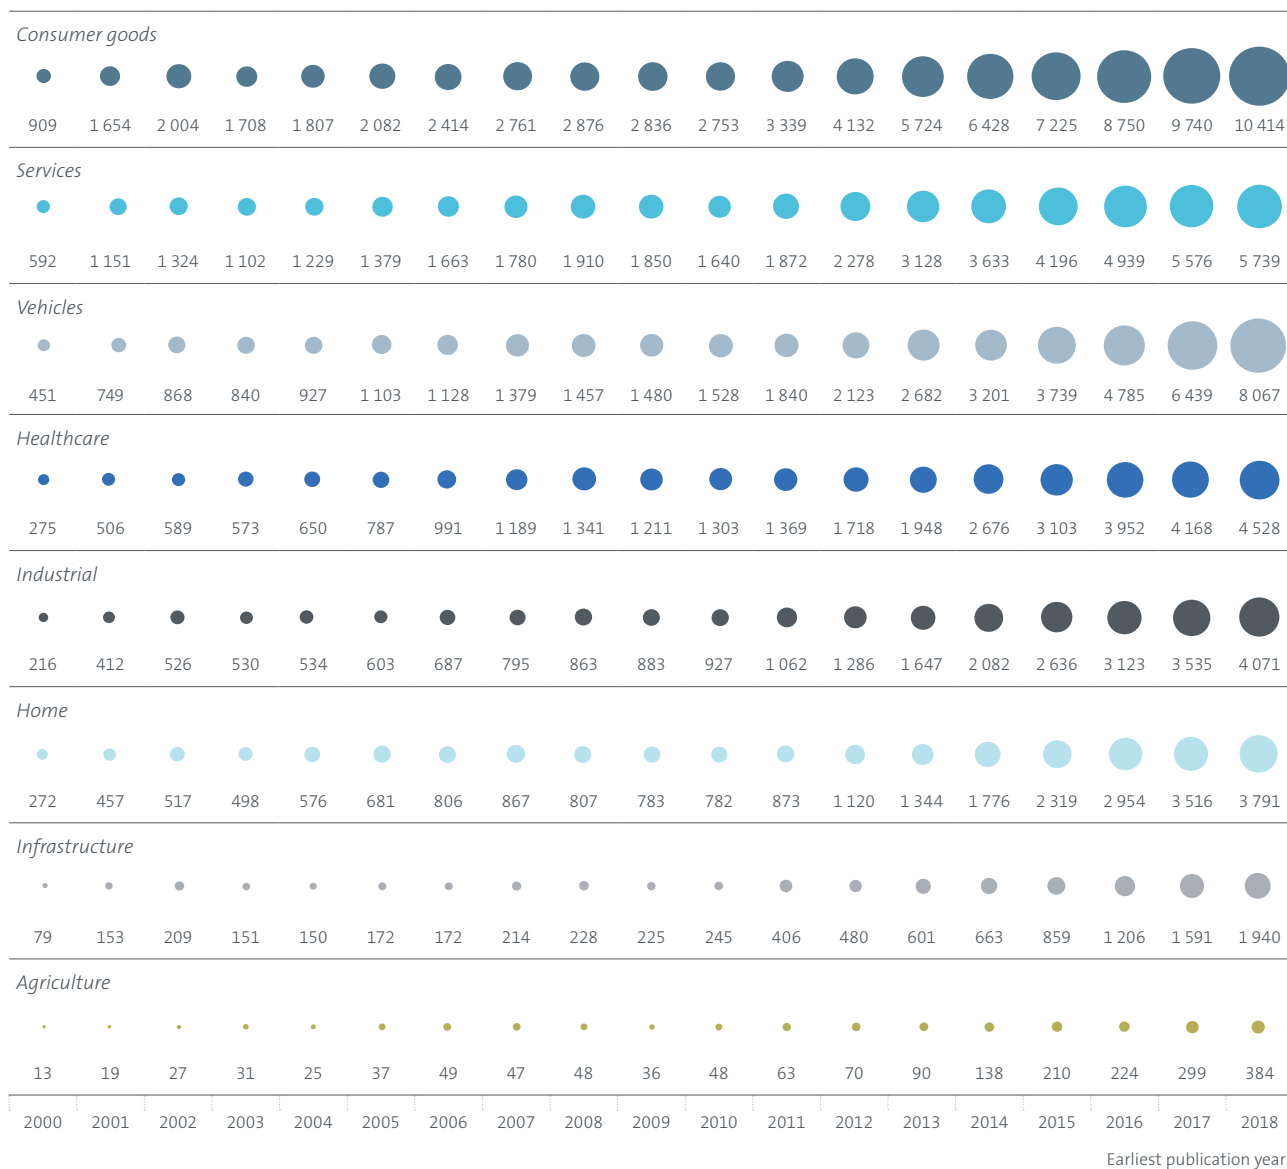 Consumer goods
909 1 654 2 004 1 708 1 807 2 082 2 414 2 761 2 876 2 836 2 753 3 339 4 132 5 724 6 428 7 225 8 750 9 740 10 414
Services
592 1 151 1 324 1 102 1 229 1 379 1 663 1 780 1 910 1 850 1 640 1 872 2 278 3 128 3 633 4 196 4 939 5 576 5 739
Vehicles
451 749 868 840 927 1 103 1 128 1 379 1 457 1 480 1 528 1 840 2 123 2 682 3 201 3 739 4 785 6 439 8 067
Healthcare
275 506 589 573 650 787 991 1 189 1 341 1 211 1 303 1 369 1 718 1 948 2 676 3 103 3 952 4 168 4 528
Industrial
216 412 526 530 534 603 687 795 863 883 927 1 062 1 286 1 647 2 082 2 636 3 123 3 535 4 071
Home
272 457 517 498 576 681 806 867 807 783 782 873 1 120 1 344 1 776 2 319 2 954 3 516 3 791
Infrastructure
79 153 209 151 150 172 172 214 228 225 245 406 480 601 663 859 1 206 1 591 1 940
Agriculture
13 19 27 31 25 37 49 47 48 36 48 63 70 90 138 210 224 299 384
2000 2001 2002 2003 2004 2005 2006 2007 2008 2009 2010 2011 2012 2013 2014 2015 2016 2017 2018
Earliest publication year